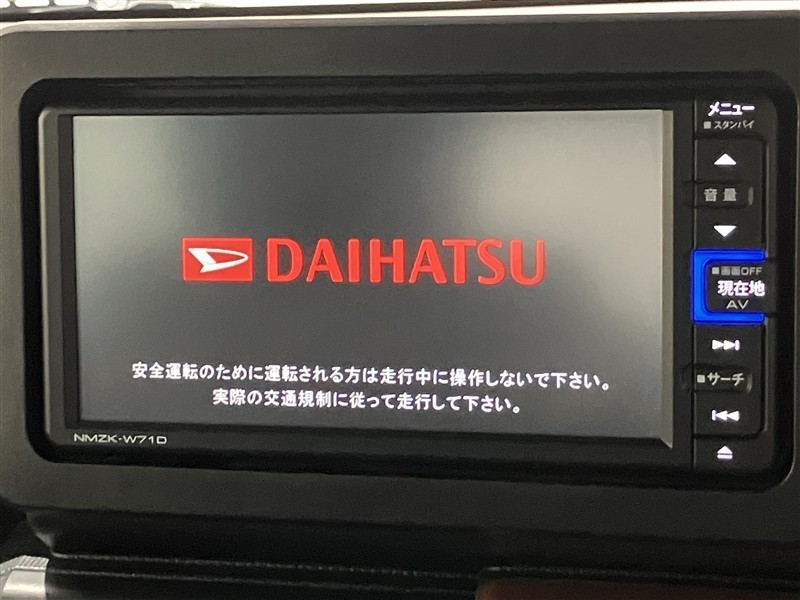 DAIHATSU
安全運転のために運転される方は走行中に操作しないで下さい。
実際の交通規制に従って走行して下さい。
NMZK-W71D
メニュー
■スタンバイ
音量
■画面OFF
現在地
AV
■サーチ